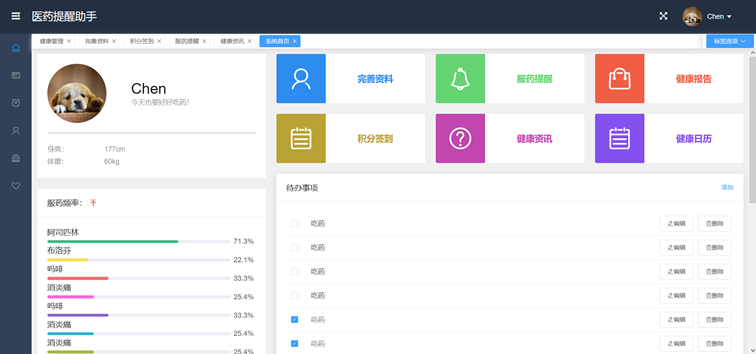 医药提醒助手
Chen
健康管理 ×
完善资料 ×
积分签到 ×
服药提醒 ×
健康资讯 ×
系统首页 ×
标签选项
Chen
今天也要好好吃药!
身高: 177cm
体重: 60kg
完善资料
服药提醒
健康报告
积分签到
健康资讯
健康日历
服药频率:
阿司匹林
71.3%
布洛芬
22.1%
吗啡
33.3%
消炎痛
25.4%
吗啡
33.3%
消炎痛
25.4%
消炎痛
25.4%
待办事项 添加
吃药 编辑 删除
吃药 编辑 删除
吃药 编辑 删除
吃药 编辑 删除
吃药 编辑 删除
吃药 编辑 删除